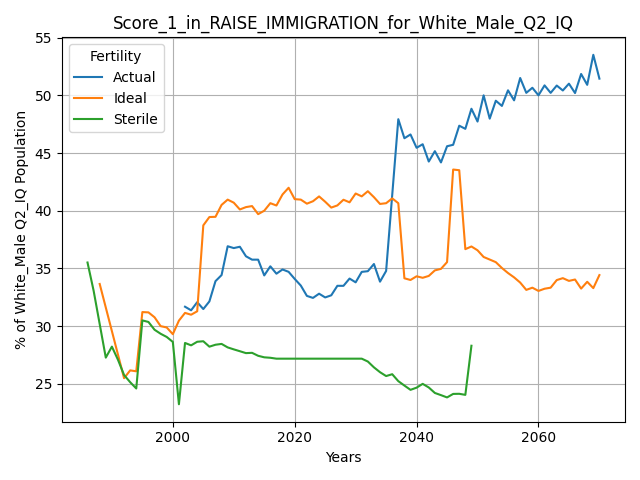 Score_1_in_RAISE_IMMIGRATION_for_White_Male_Q2_IQ
% of White_Male Q2_IQ Population
55
50
45
40
35
30
25
Fertility
Actual
Ideal
Sterile
2000 2020 2040 2060
Years